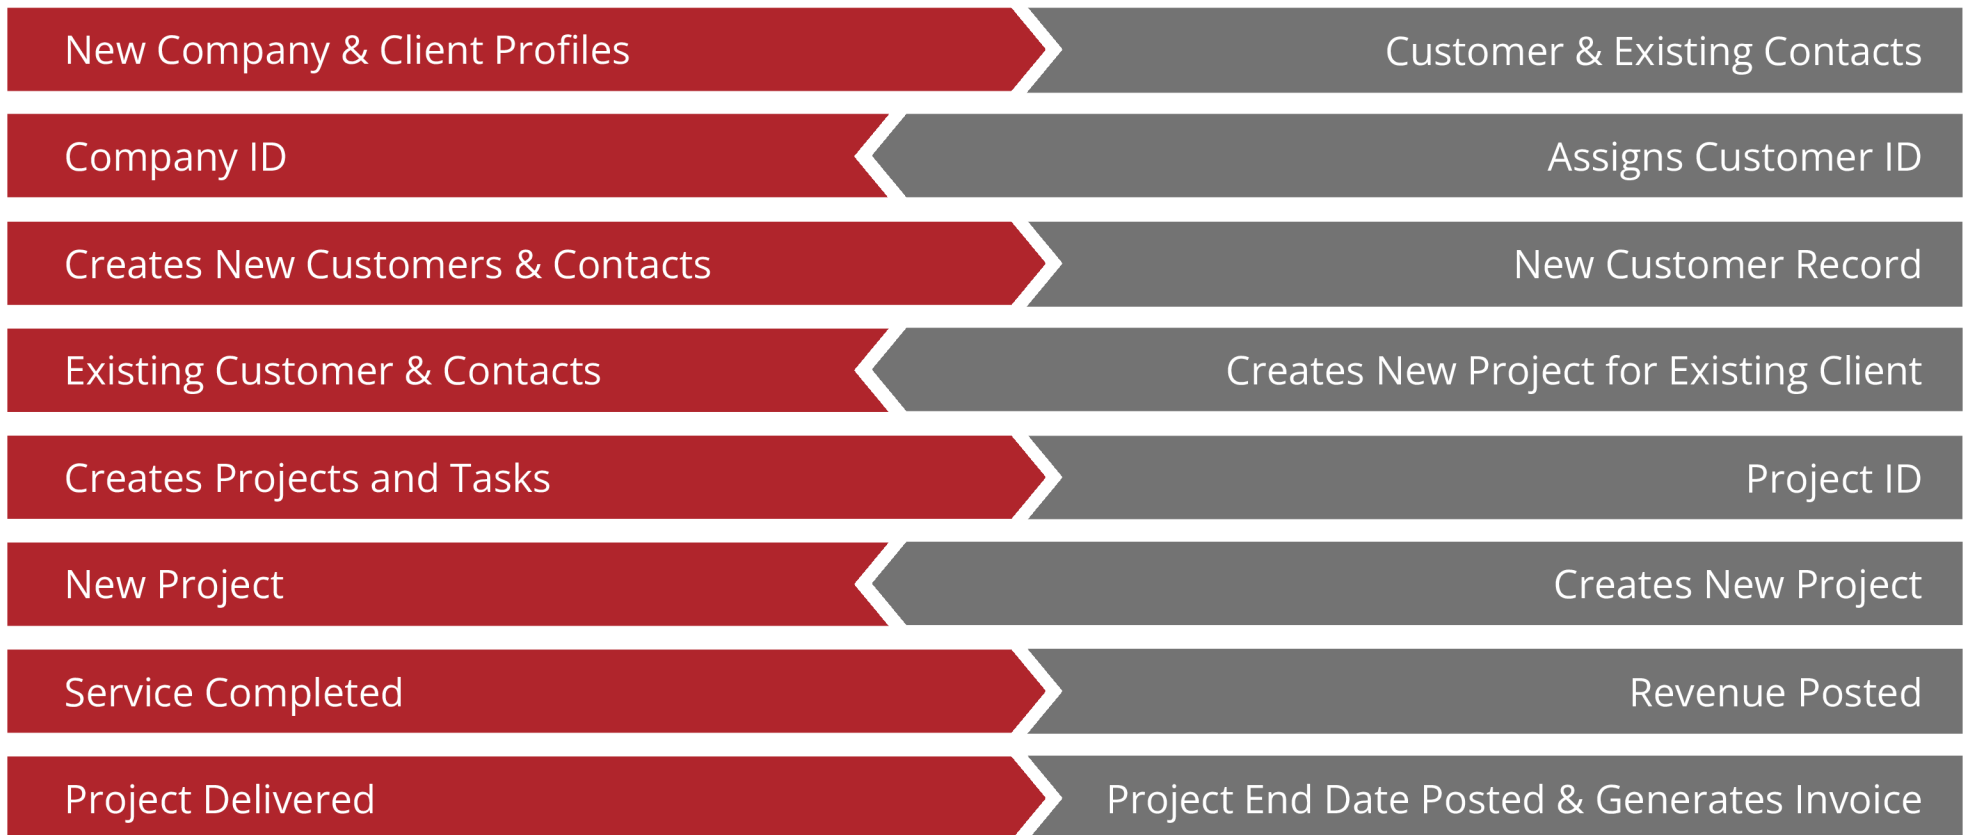 New Company & Client Profiles
Customer & Existing Contacts
Company ID
Assigns Customer ID
Creates New Customers & Contacts
New Customer Record
Existing Customer & Contacts
Creates New Project for Existing Client
Creates Projects and Tasks
Project ID
New Project
Creates New Project
Service Completed
Revenue Posted
Project Delivered
Project End Date Posted & Generates Invoice